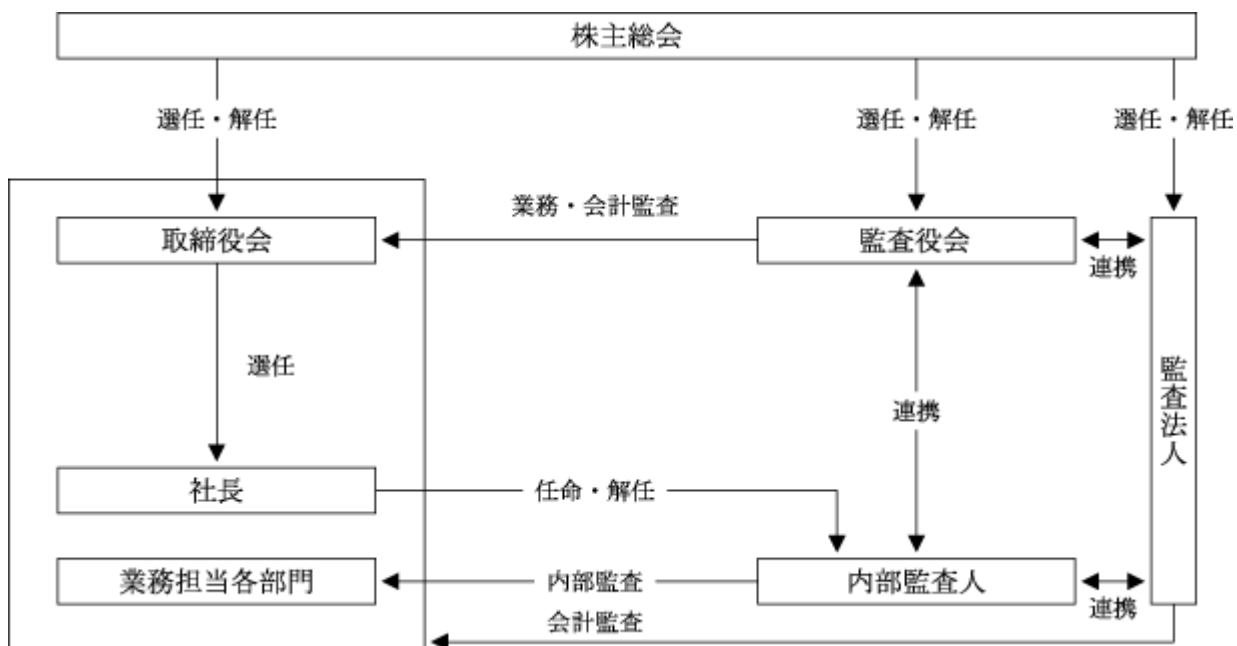 株主総会
選任・解任
選任・解任
選任・解任
業務・会計監査
取締役会
監査役会
連携
選任
監査法人
連携
社長
任命・解任
業務担当各部門
内部監査
内部監査人
連携
会計監査